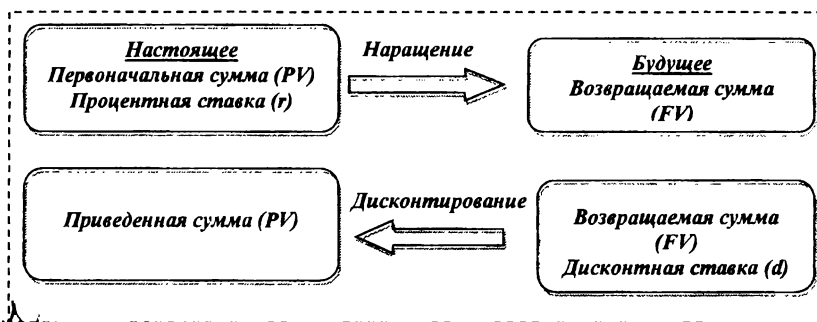 Настоящее
Первоначальная сумма (PV)
Процентная ставка (r)
Наращение
Будущее
Возвращаемая сумма
(FV)
Приведенная сумма (PV)
Дисконтирование
Возвращаемая сумма
(FV)
Дисконтная ставка (d)